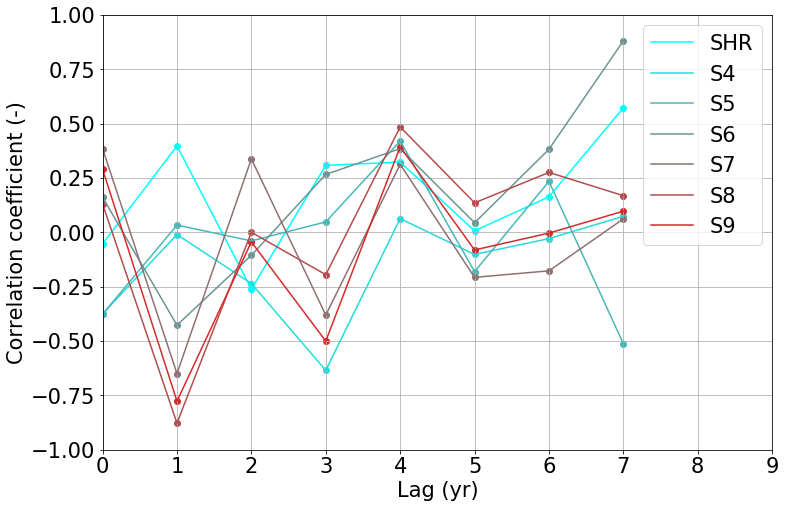 1.00
0.75
0.50
0.25
0.00
−0.25
−0.50
−0.75
−1.00
Correlation coefficient (-)
SHR
S4
S5
S6
S7
S8
S9
0 1 2 3 4 5 6 7 8 9
Lag (yr)